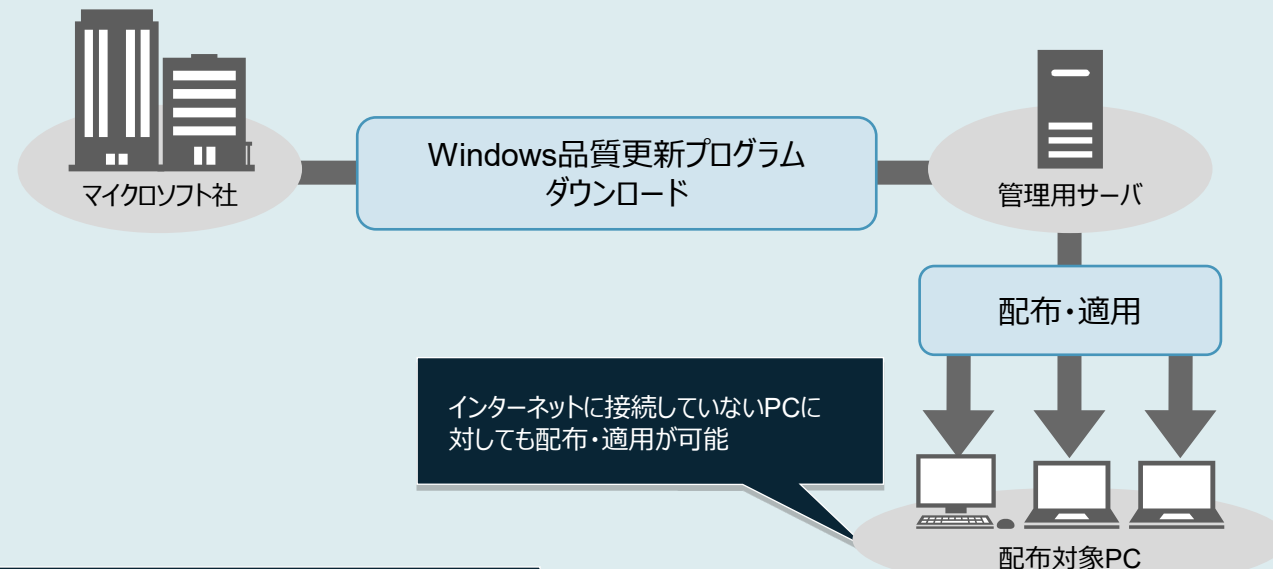 Windows品質更新プログラム
ダウンロード
マイクロソフト社
管理用サーバ
配布・適用
インターネットに接続していないPCに
対しても配布・適用が可能
配布対象PC